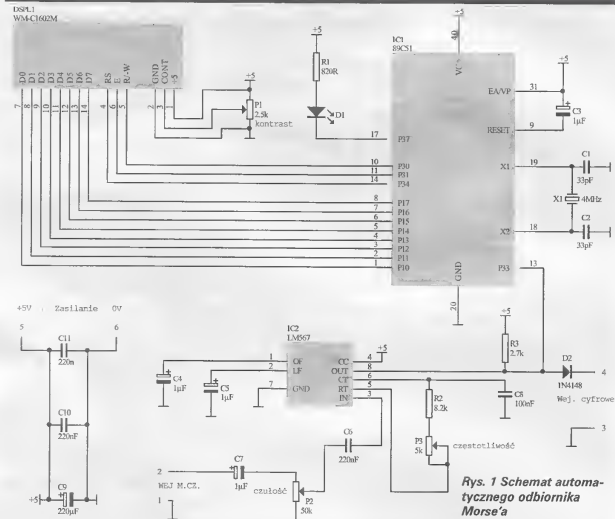 DSPL1
WM-C1602M
D0
D1
D2
D3
D4
D5
D6
D7
RS
E
R/-W
GND
CONT
+5
7
8
9
10
11
12
13
14
4
6
5
2
3
1
+5
P1
2,5k
kontrast
+5
R1
820R
D1
IC1
89C51
+5
40
VCC
EA/VP
31
+5
C3
1µF
RESET
9
17
P37
10
P30
11
P31
14
P34
X1
19
C1
33pF
X1
4MHz
C2
33pF
X2
18
8
P17
7
P16
6
P15
5
P14
4
P13
3
P12
2
P11
1
P10
P33
13
GND
20
+5V
Zasilanie
0V
5
6
C11
220n
C10
220nF
+5
C9
220µF
IC2
LM567
C4
1µF
C5
1µF
1
OF
2
LF
7
GND
CC
4
+5
OUT
8
CT
6
RT
5
IN
3
+5
R3
2.7k
D2
1N4148
4
Wej. cyfrowe
3
R2
8.2k
C8
100nF
P3
5k
częstotliwość
C6
220nF
C7
1µF
2
WEJ M.CZ.
1
czułość
P2
50k
Rys. 1 Schemat automa-
tycznego odbiornika
Morse'a